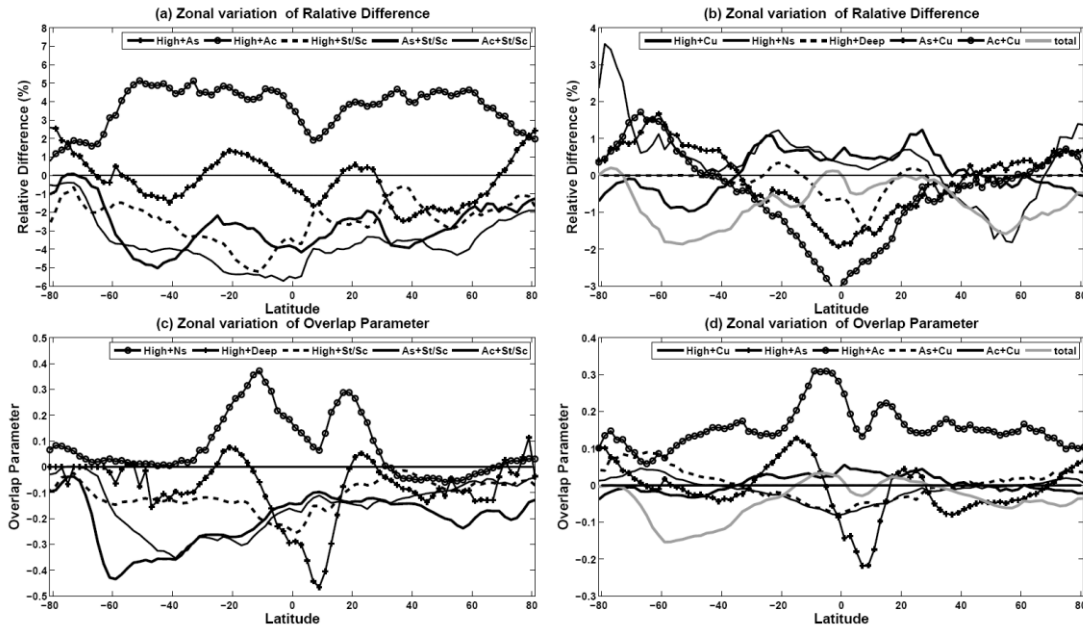 (a) Zonal variation of Ralative Difference
High+As High+Ac High+St/Sc As+St/Sc Ac+St/Sc
Relative Difference (%)
8
7
6
5
4
3
2
1
0
−1
−2
−3
−4
−5
−6
−80 −60 −40 −20 0 20 40 60 80
Latitude
(b) Zonal variation of Relative Difference
High+Cu High+Ns High+Deep As+Cu Ac+Cu total
Relative Difference (%)
4
3
2
1
0
−1
−2
−3
−80 −60 −40 −20 0 20 40 60 80
Latitude
(c) Zonal variation of Overlap Parameter
High+Ns High+Deep High+St/Sc As+St/Sc Ac+St/Sc
Overlap Parameter
0.5
0.4
0.3
0.2
0.1
0
−0.1
−0.2
−0.3
−0.4
−0.5
−80 −60 −40 −20 0 20 40 60 80
Latitude
(d) Zonal variation of Overlap Parameter
High+Cu High+As High+Ac As+Cu Ac+Cu total
Overlap Parameter
0.4
0.3
0.2
0.1
0
−0.1
−0.2
−0.3
−80 −60 −40 −20 0 20 40 60 80
Latitude